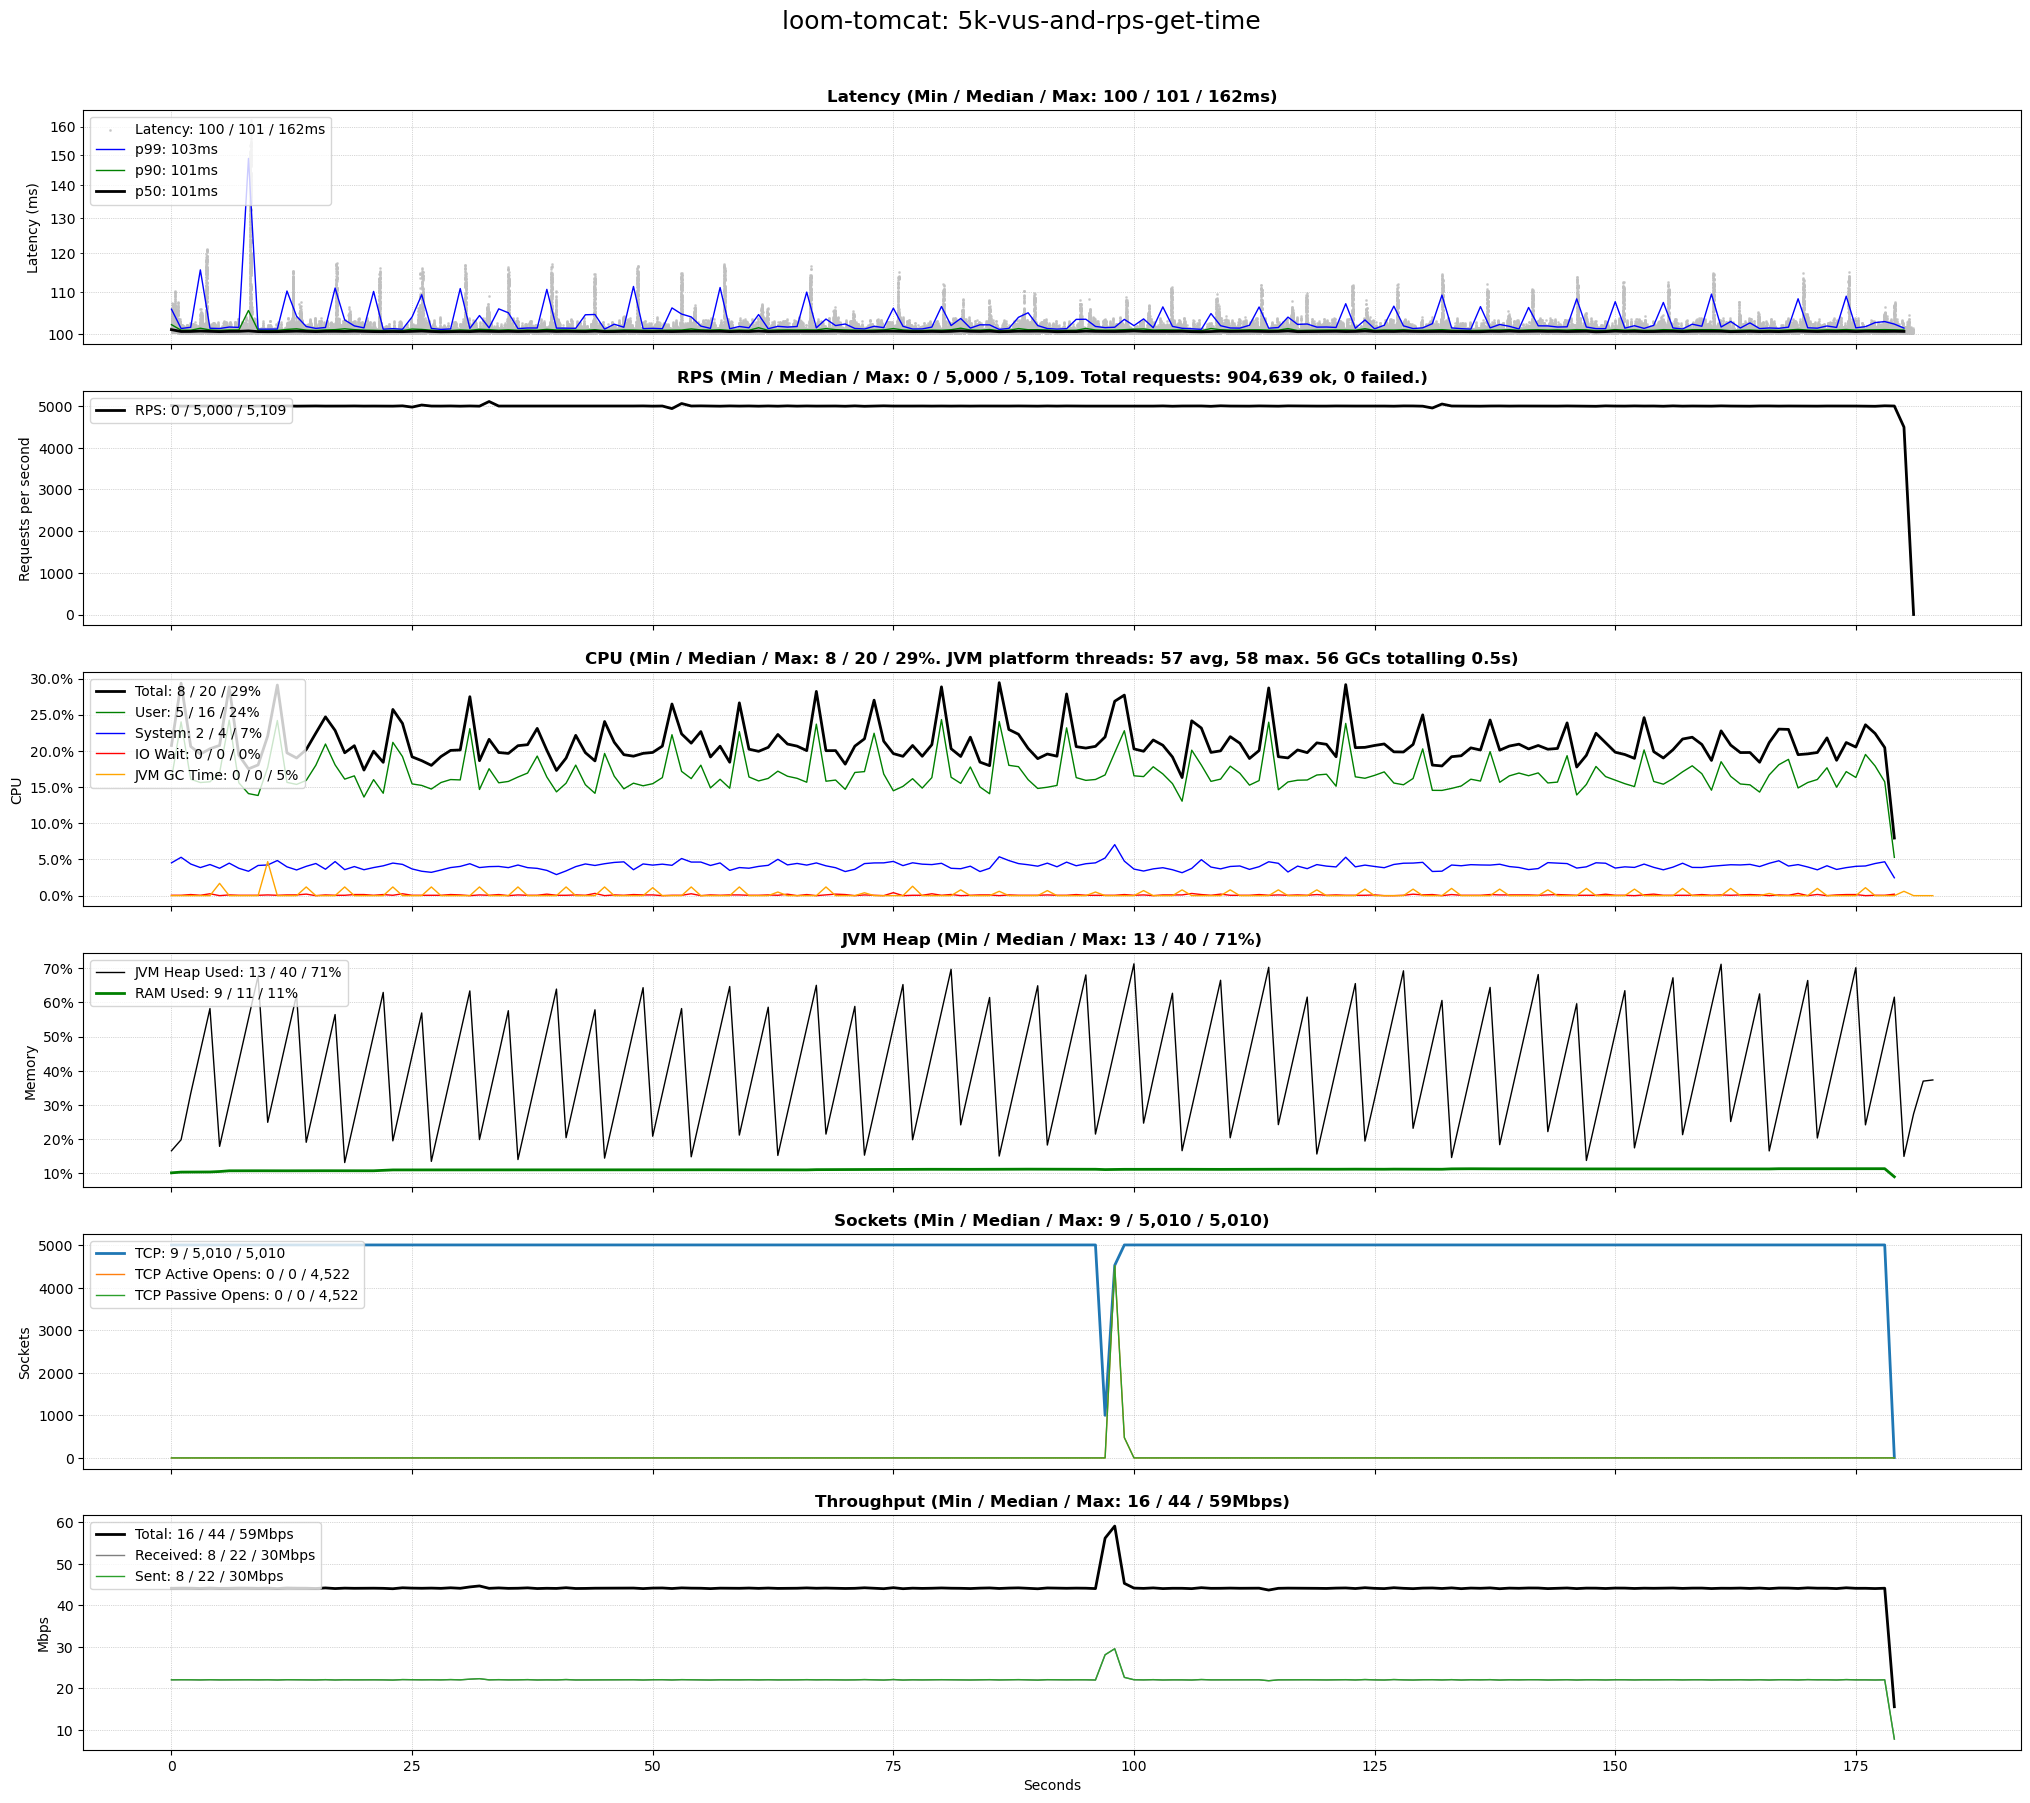 loom-tomcat: 5k-vus-and-rps-get-time
Latency (Min / Median / Max: 100 / 101 / 162ms)
Latency (ms)
160
150
140
130
120
110
100
Latency: 100 / 101 / 162ms
p99: 103ms
p90: 101ms
p50: 101ms
RPS (Min / Median / Max: 0 / 5,000 / 5,109. Total requests: 904,639 ok, 0 failed.)
Requests per second
5000
4000
3000
2000
1000
0
RPS: 0 / 5,000 / 5,109
CPU (Min / Median / Max: 8 / 20 / 29%. JVM platform threads: 57 avg, 58 max. 56 GCs totalling 0.5s)
CPU
30.0%
25.0%
20.0%
15.0%
10.0%
5.0%
0.0%
Total: 8 / 20 / 29%
User: 5 / 16 / 24%
System: 2 / 4 / 7%
IO Wait: 0 / 0 / 0%
JVM GC Time: 0 / 0 / 5%
JVM Heap (Min / Median / Max: 13 / 40 / 71%)
Memory
70%
60%
50%
40%
30%
20%
10%
JVM Heap Used: 13 / 40 / 71%
RAM Used: 9 / 11 / 11%
Sockets (Min / Median / Max: 9 / 5,010 / 5,010)
Sockets
5000
4000
3000
2000
1000
0
TCP: 9 / 5,010 / 5,010
TCP Active Opens: 0 / 0 / 4,522
TCP Passive Opens: 0 / 0 / 4,522
Throughput (Min / Median / Max: 16 / 44 / 59Mbps)
Mbps
60
50
40
30
20
10
Total: 16 / 44 / 59Mbps
Received: 8 / 22 / 30Mbps
Sent: 8 / 22 / 30Mbps
0
25
50
75
100
125
150
175
Seconds